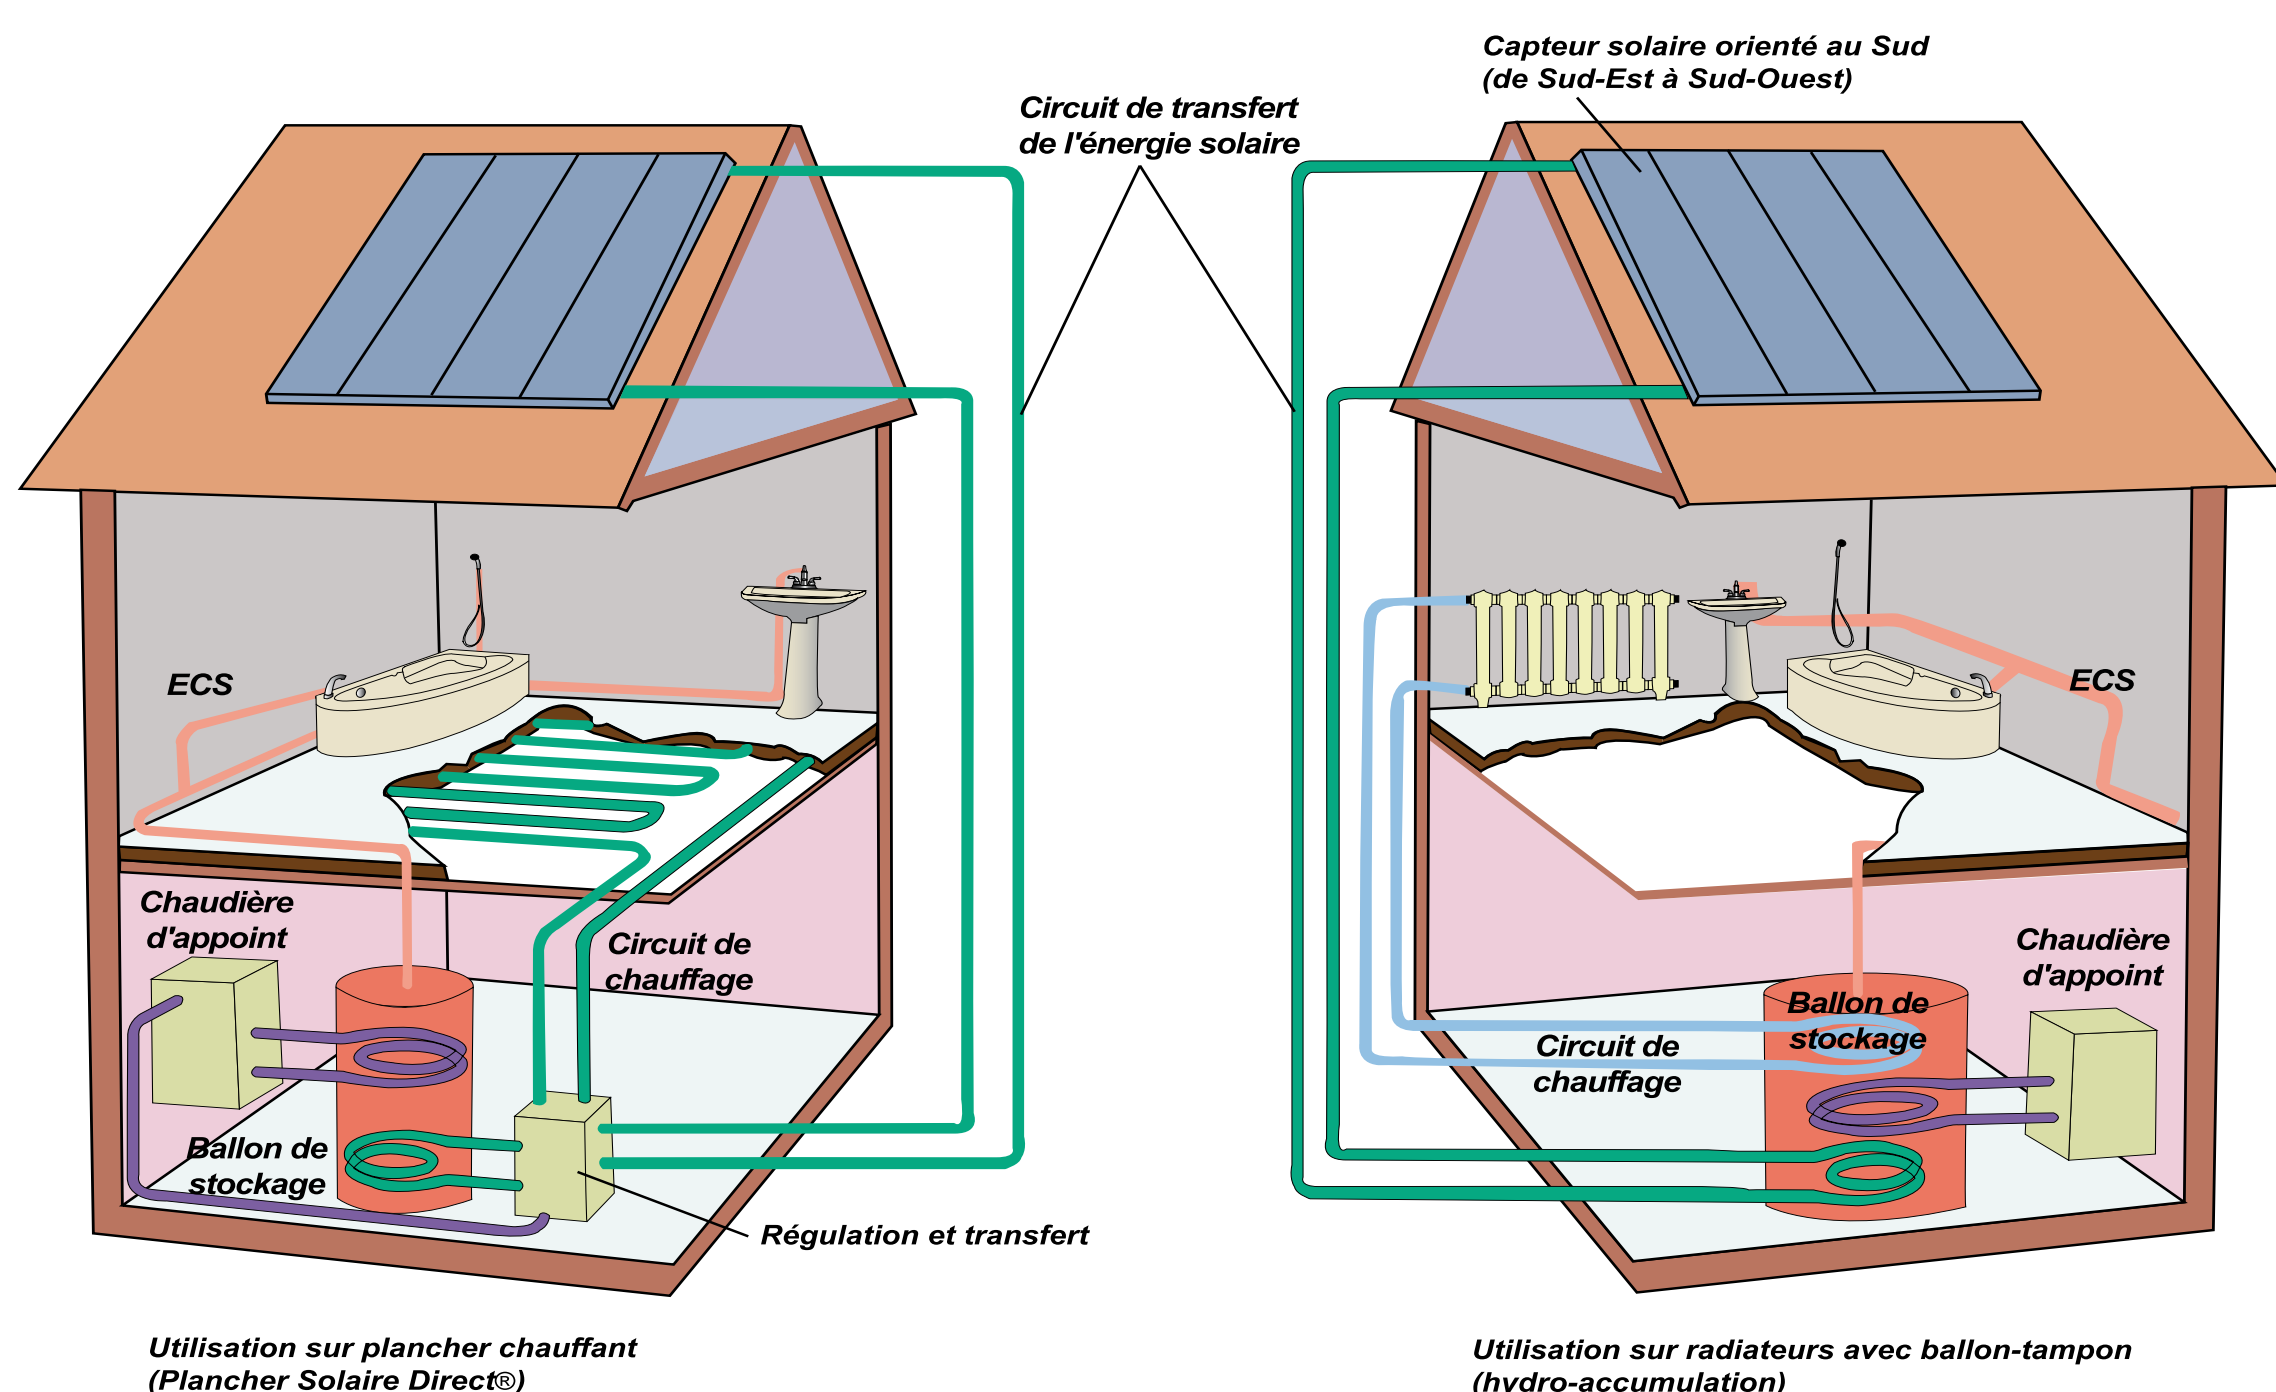 Capteur solaire orienté au Sud
(de Sud-Est à Sud-Ouest)
Circuit de transfert
de l'énergie solaire
ECS
ECS
Chaudière
d'appoint
Circuit de
chauffage
Ballon de
stockage
Régulation et transfert
Chaudière
d'appoint
Ballon de
stockage
Circuit de
chauffage
Utilisation sur plancher chauffant
(Plancher Solaire Direct®)
Utilisation sur radiateurs avec ballon-tampon
(hydro-accumulation)